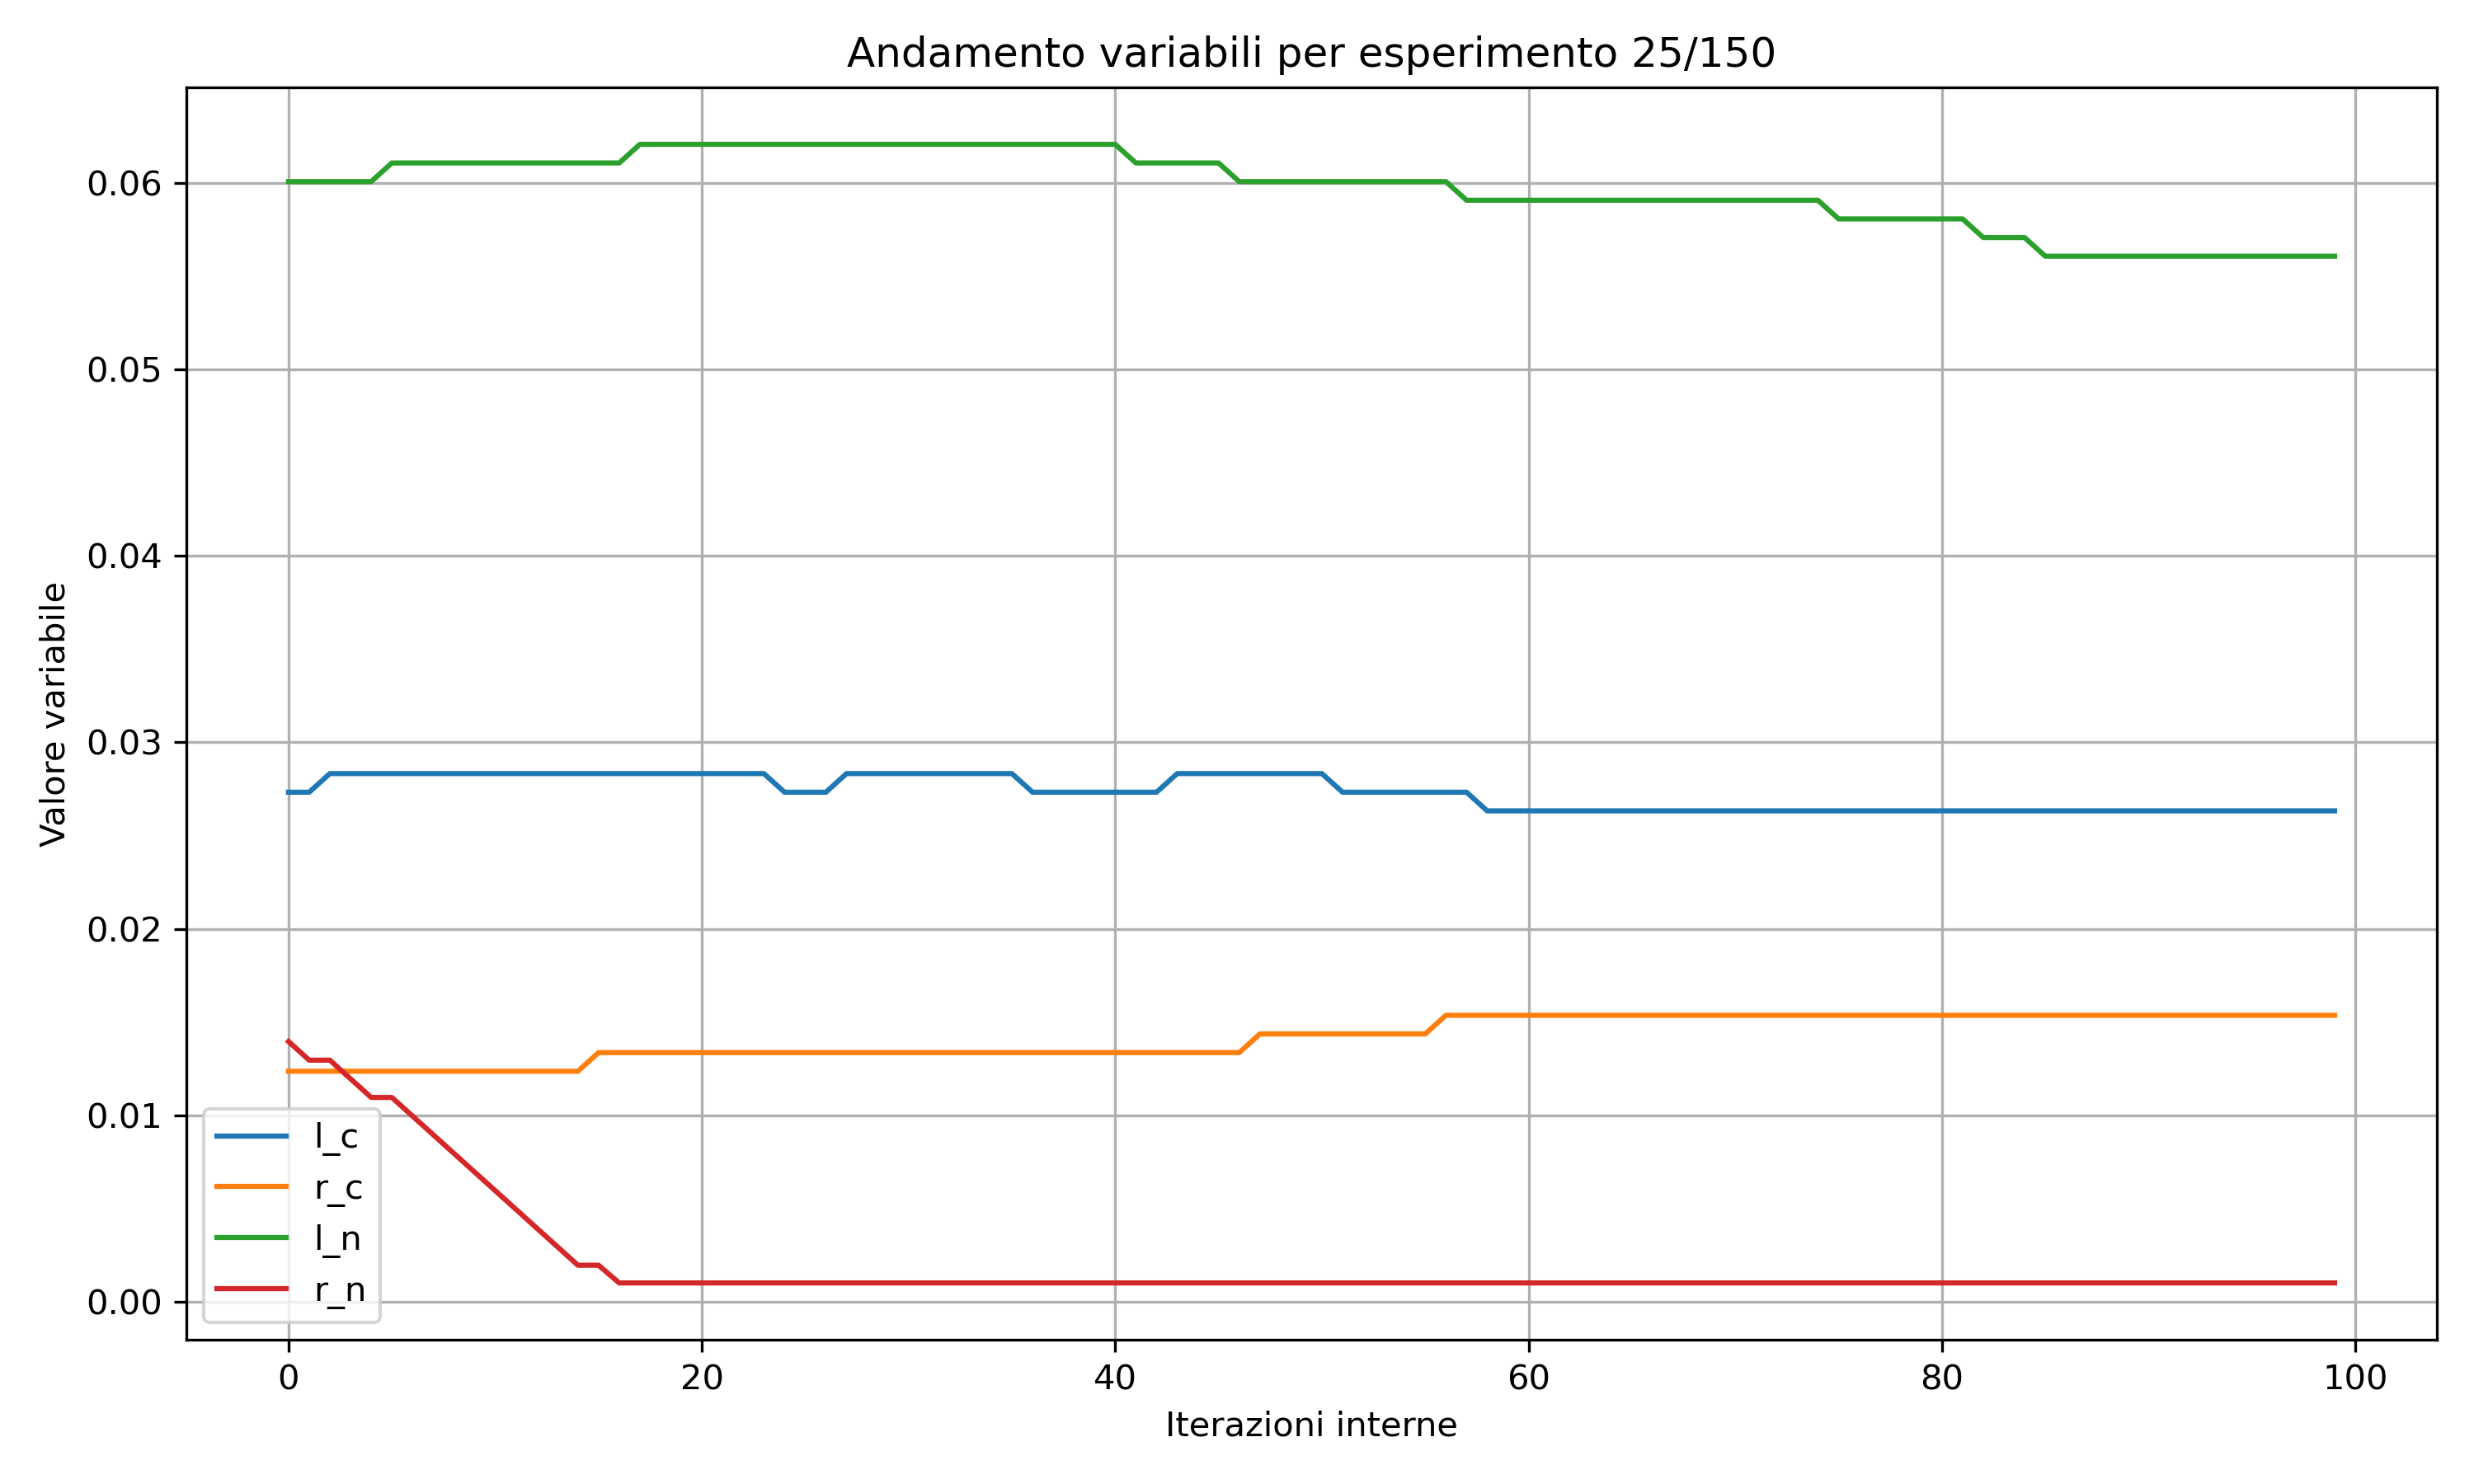 Andamento variabili per esperimento 25/150
Valore variabile
0.06
0.05
0.04
0.03
0.02
0.01
0.00
l_c
r_c
l_n
r_n
0 20 40 60 80 100
Iterazioni interne